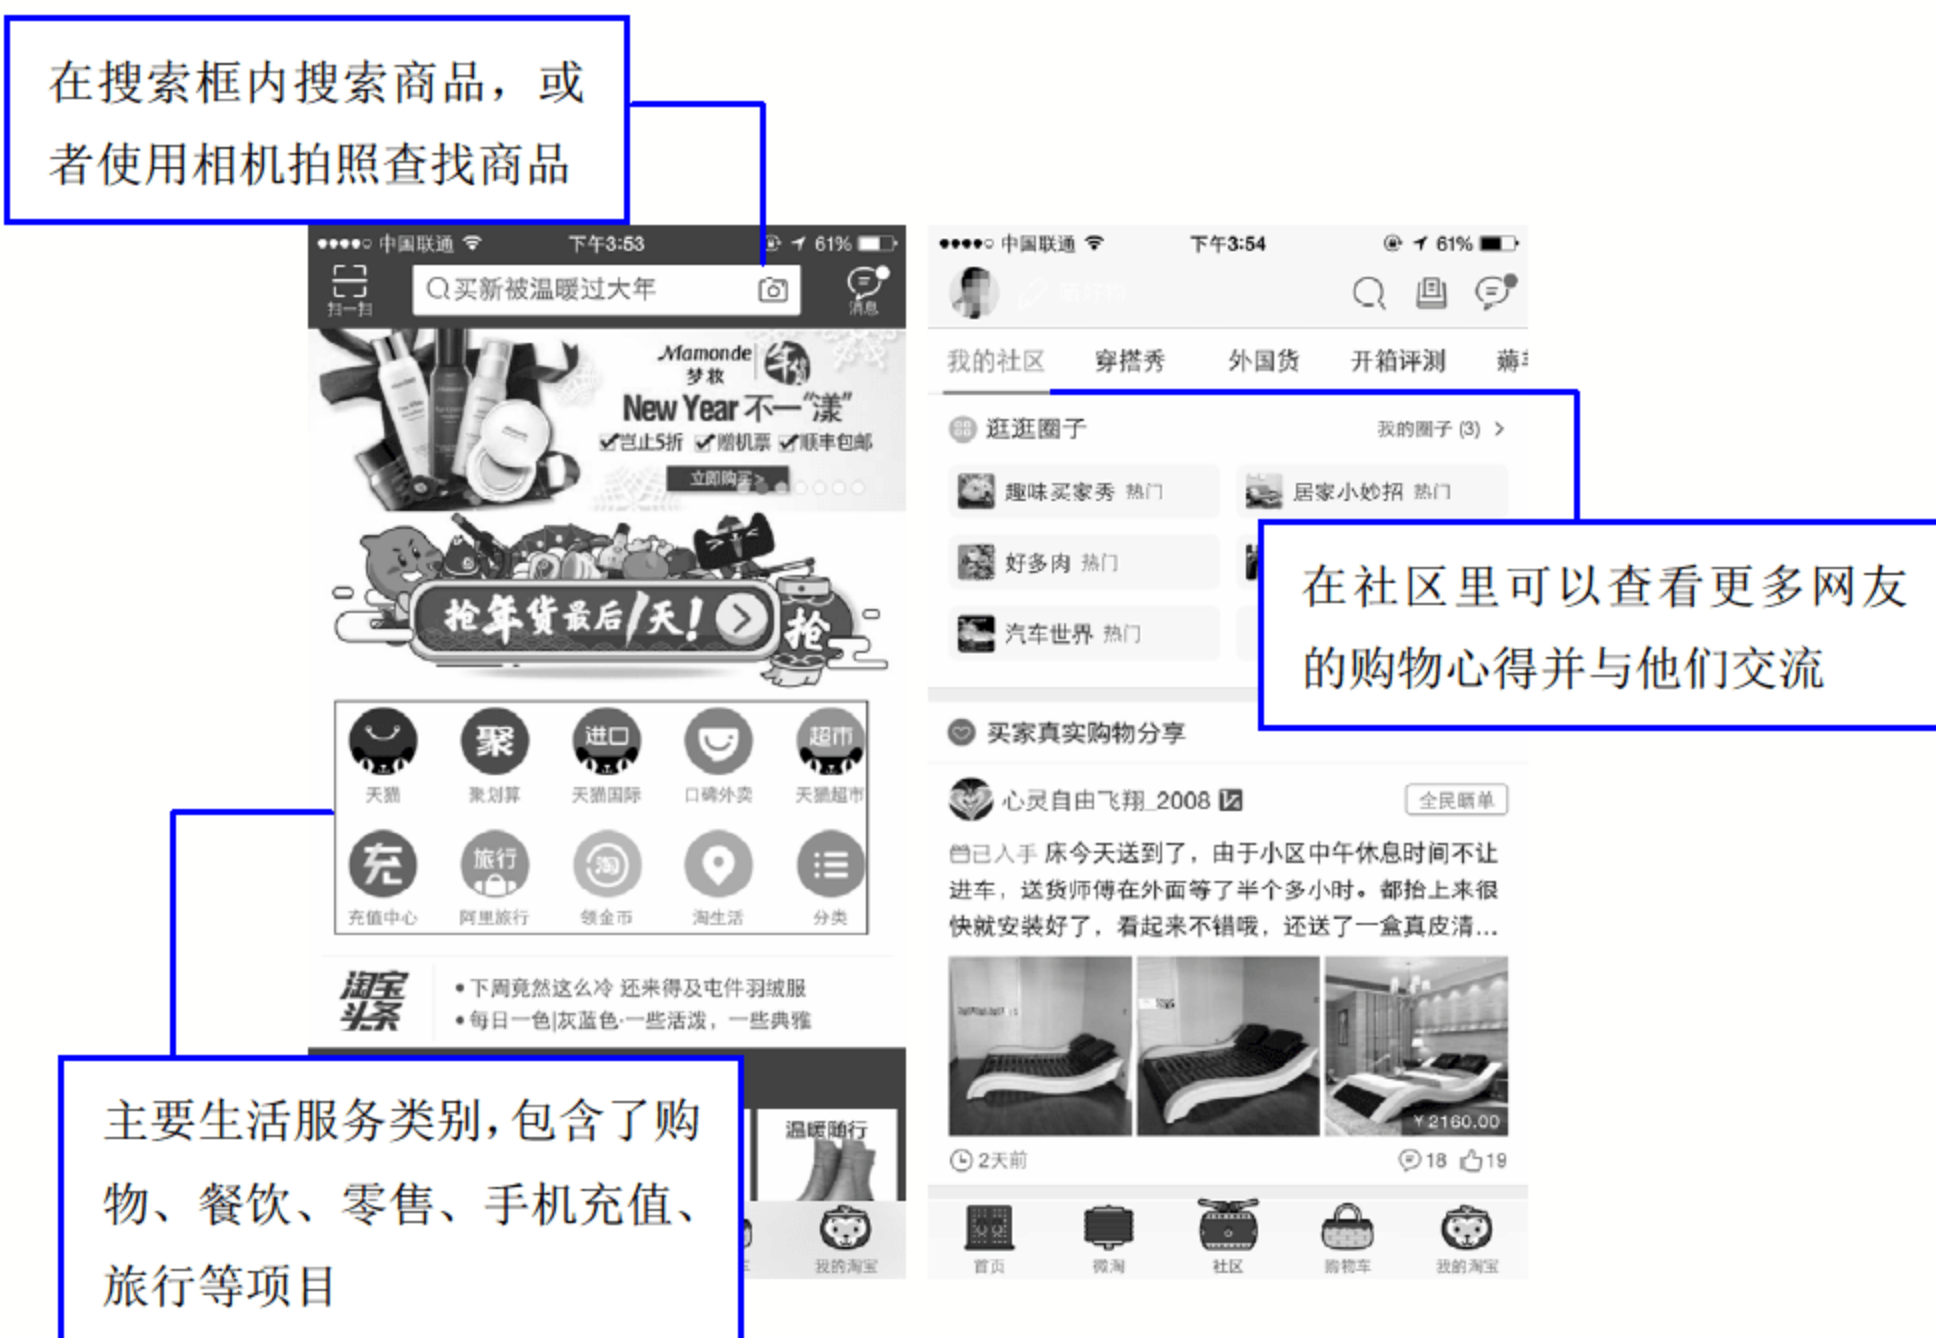 在搜索框内搜索商品，或
者使用相机拍照查找商品
中国联通 下午3:53 61%
扫一扫
买新被温暖过大年
消息
Mamonde
梦妆
New Year 不一“漾”
岂止5折 赠机票 顺丰包邮
立即购买>
抢年货最后1天！
抢
聚 进口 超市
天猫 聚划算 天猫国际 口碑外卖 天猫超市
充 旅行 淘
充值中心 阿里旅行 领金币 淘生活 分类
淘宝
头条
•下周竟然这么冷 还来得及屯件羽绒服
•每日一色|灰蓝色·一些活泼，一些典雅
主要生活服务类别，包含了购
物、餐饮、零售、手机充值、
旅行等项目
温暖随行
我的淘宝
中国联通 下午3:54 61%
我的社区 穿搭秀 外国货 开箱评测 薅
逛逛圈子 我的圈子 (3) >
趣味买家秀 热门 居家小妙招 热门
好多肉 热门
汽车世界 热门
在社区里可以查看更多网友
的购物心得并与他们交流
买家真实购物分享
心灵自由飞翔_2008 全民晒单
已入手 床今天送到了，由于小区中午休息时间不让
进车，送货师傅在外面等了半个多小时。都抬上来很
快就安装好了，看起来不错哦，还送了一盒真皮清...
￥2160.00
2天前 18 19
首页 微淘 社区 购物车 我的淘宝